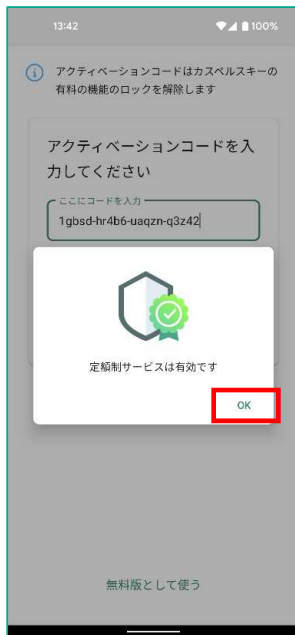 13:42 100%
アクティベーションコードはカスペルスキーの
有料の機能のロックを解除します
アクティベーションコードを入
力してください
ここにコードを入力
1gbsd-hr4b6-uaqzn-q3z42
定額制サービスは有効です
OK
無料版として使う